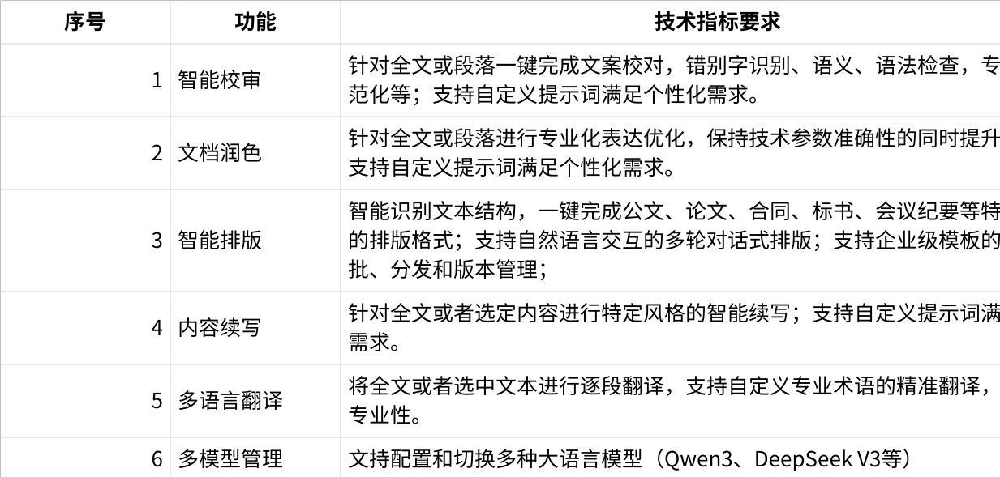 序号 功能 技术指标要求
1 智能校审 针对全文或段落一键完成文案校对，错别字识别、语义、语法检查，专
范化等；支持自定义提示词满足个性化需求。
2 文档润色 针对全文或段落进行专业化表达优化，保持技术参数准确性的同时提升
支持自定义提示词满足个性化需求。
3 智能排版 智能识别文本结构，一键完成公文、论文、合同、标书、会议纪要等特
的排版格式；支持自然语言交互的多轮对话式排版；支持企业级模板的
批、分发和版本管理；
4 内容续写 针对全文或者选定内容进行特定风格的智能续写；支持自定义提示词满
需求。
5 多语言翻译 将全文或者选中文本进行逐段翻译，支持自定义专业术语的精准翻译，
专业性。
6 多模型管理 文持配置和切换多种大语言模型（Qwen3、DeepSeek V3等）